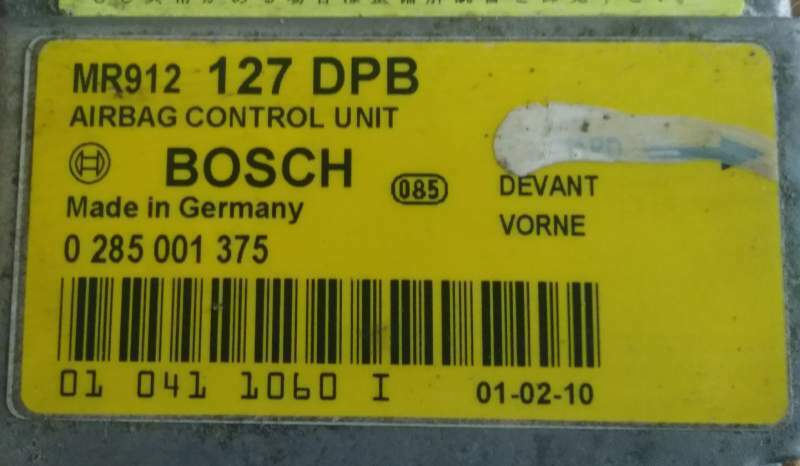 MR912 127 DPB
AIRBAG CONTROL UNIT
BOSCH
085
Made in Germany
0 285 001 375
DEVANT
VORNE
01 041 1060 I
01-02-10